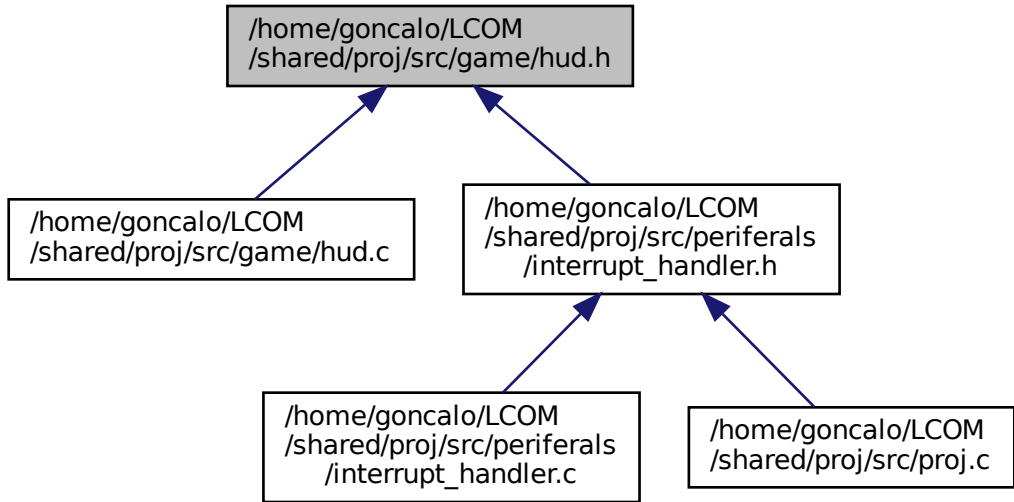 /home/goncalo/LCOM
/shared/proj/src/game/hud.h
/home/goncalo/LCOM
/shared/proj/src/game/hud.c
/home/goncalo/LCOM
/shared/proj/src/periferals
/interrupt_handler.h
/home/goncalo/LCOM
/shared/proj/src/periferals
/interrupt_handler.c
/home/goncalo/LCOM
/shared/proj/src/proj.c